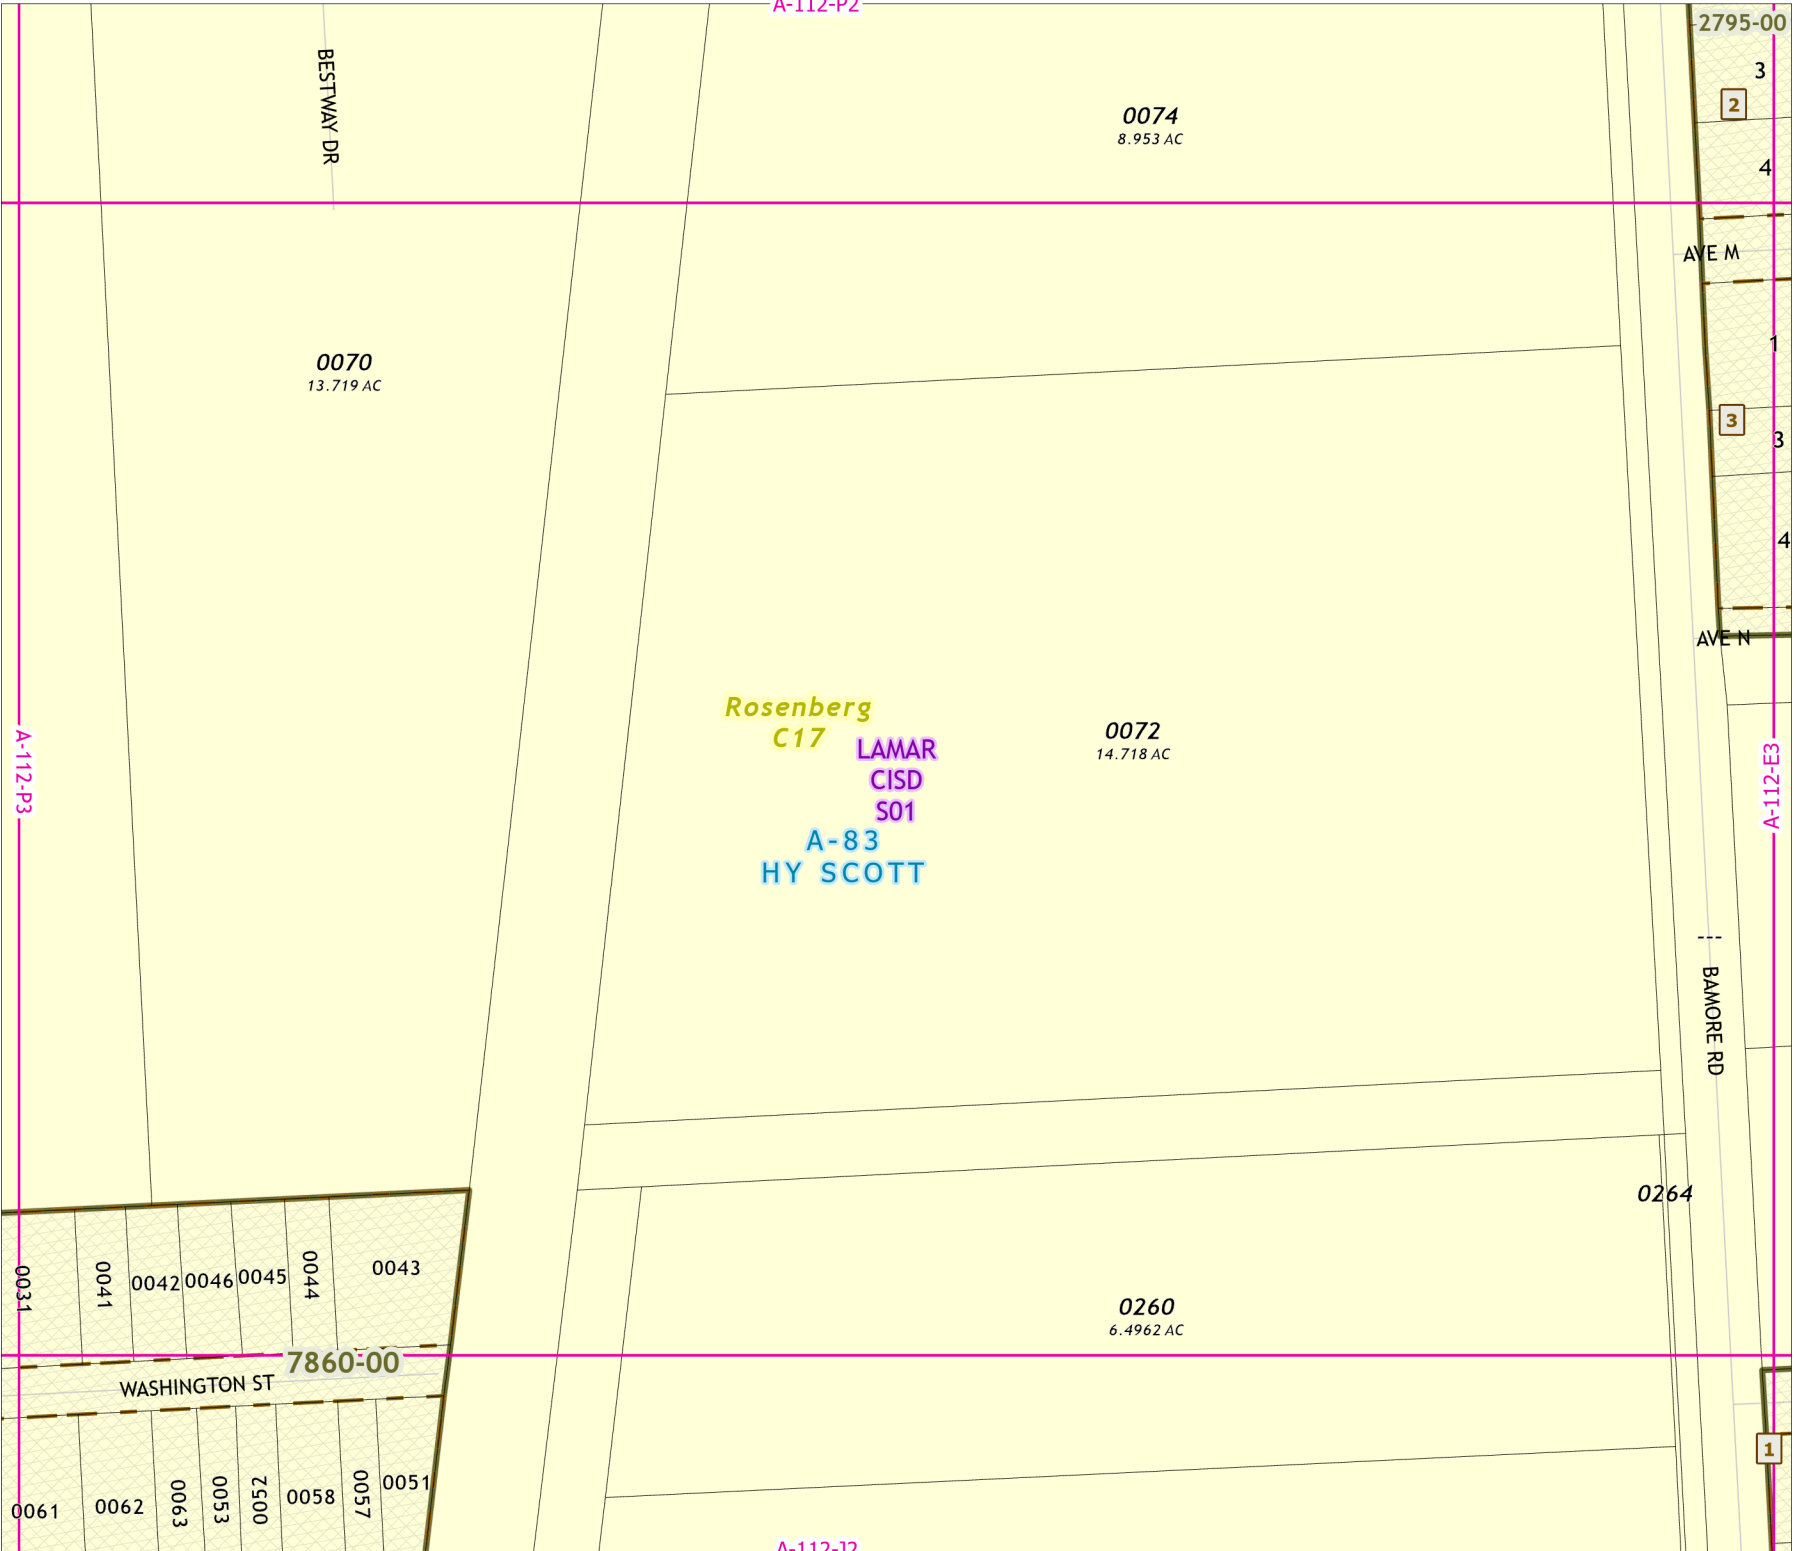 A-112-P2
2795-00
BESTWAY DR
3
2
0074
8.953 AC
4
AVE M
1
0070
13.719 AC
3
3
4
AVE N
Rosenberg
C17
LAMAR
CISD
S01
0072
14.718 AC
A-112-P3
A-112-E3
A-83
HY SCOTT
---
BAMORE RD
0264
0031
0041
0042
0046
0045
0044
0043
0260
6.4962 AC
7860-00
WASHINGTON ST
1
0061
0062
0063
0053
0052
0058
0057
0051
A-112-J2